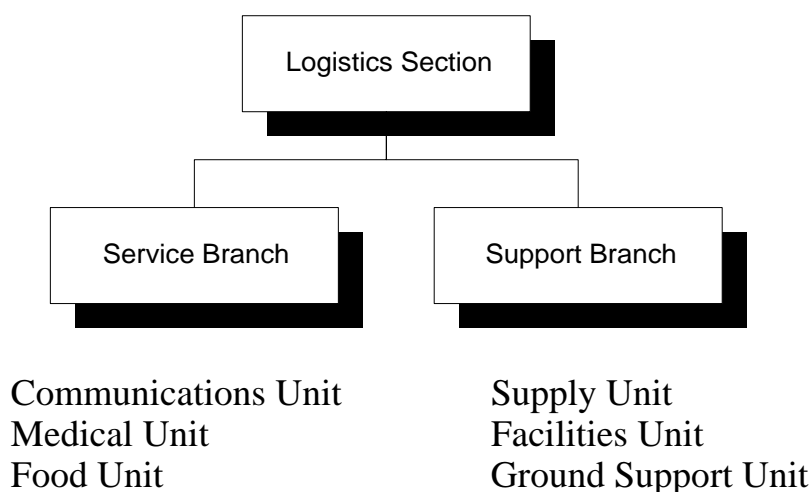 Logistics Section
Service Branch
Support Branch
Communications Unit
Medical Unit
Food Unit
Supply Unit
Facilities Unit
Ground Support Unit